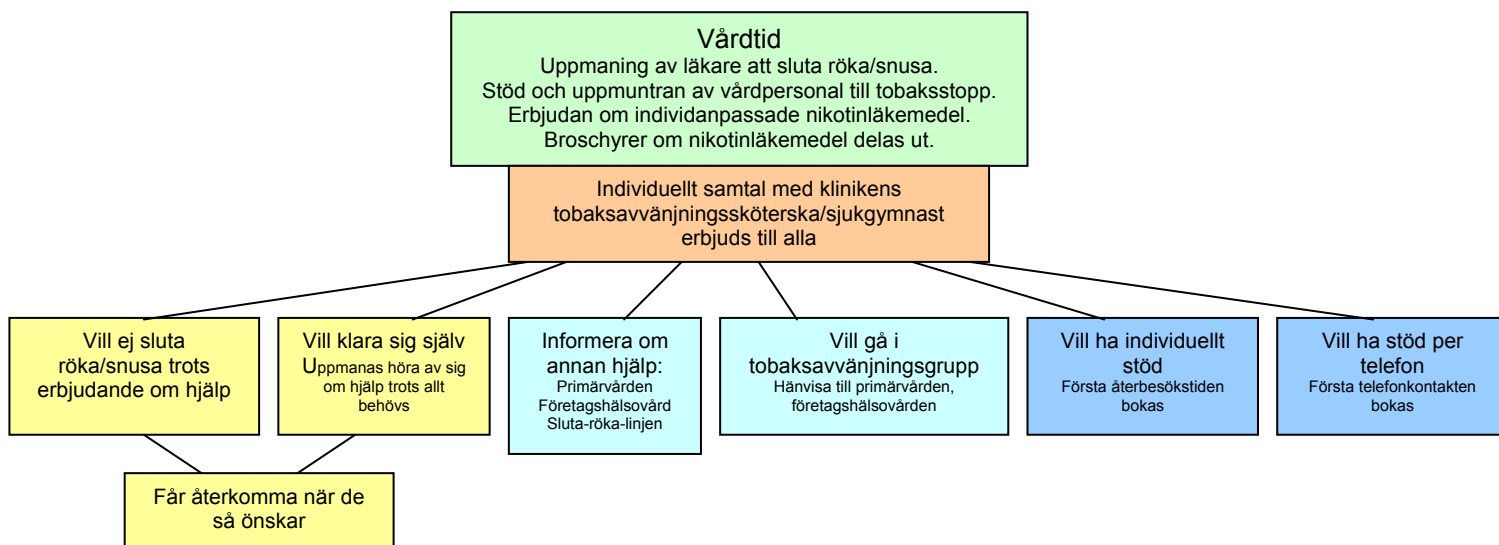 Vårdtid
Uppmaning av läkare att sluta röka/snusa.
Stöd och uppmuntran av vårdpersonal till tobaksstopp.
Erbjudan om individanpassade nikotinläkemedel.
Broschyrer om nikotinläkemedel delas ut.
Individuellt samtal med klinikens
tobaksavvänjningssköterska/sjukgymnast
erbjuds till alla
Vill ej sluta
röka/snusa trots
erbjudande om hjälp
Vill klara sig själv
Uppmanas höra av sig
om hjälp trots allt
behövs
Informera om
annan hjälp:
Primärvården
Företagshälsovård
Sluta-röka-linjen
Vill gå i
tobaksavvänjningsgrupp
Hänvisa till primärvården,
företagshälsovården
Vill ha individuellt
stöd
Första återbesökstiden
bokas
Vill ha stöd per
telefon
Första telefonkontakten
bokas
Får återkomma när de
så önskar